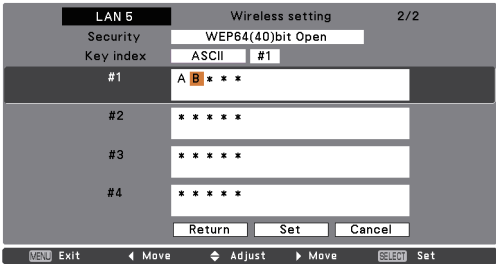 LAN 5 Wireless setting 2/2
Security WEP64(40)bit Open
Key index ASCII #1
#1 A B * * *
#2 * * * * *
#3 * * * * *
#4 * * * * *
Return Set Cancel
MENU Exit ◀ Move ◆ Adjust ▶ Move SELECT Set